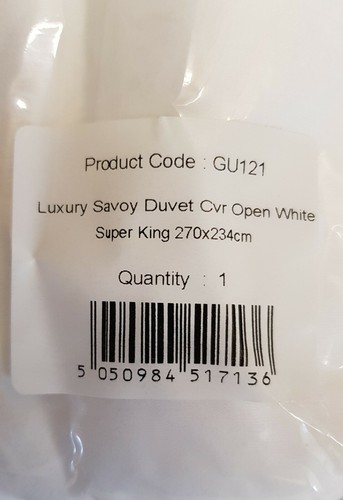 Product Code : GU121
Luxury Savoy Duvet Cvr Open White
Super King 270x234cm
Quantity : 1
5 050984 517136